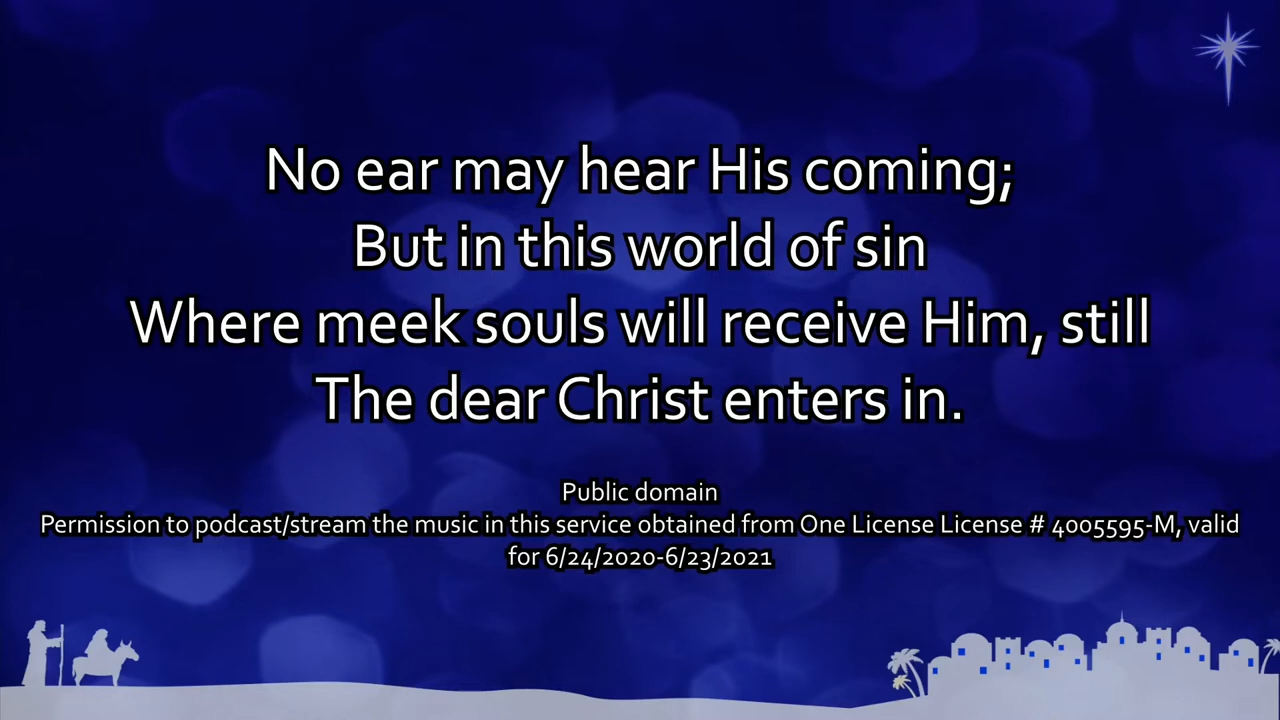 No ear may hear His coming;
But in this world of sin
Where meek souls will receive Him, still
The dear Christ enters in.
Public domain
Permission to podcast/stream the music in this service obtained from One License License # 4005595-M, valid
for 6/24/2020-6/23/2021